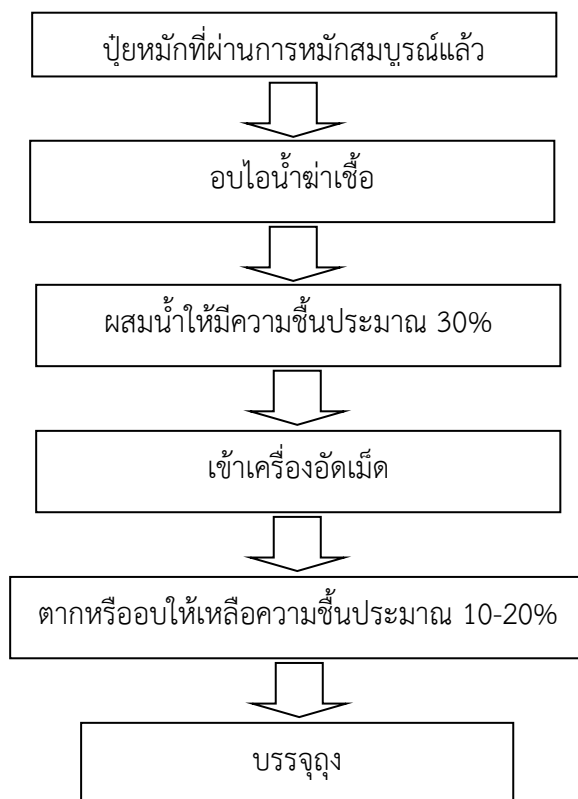 ปุ๋ยหมักที่ผ่านการหมักสมบูรณ์แล้ว
อบไอน้ำฆ่าเชื้อ
ผสมน้ำให้มีความชื้นประมาณ 30%
เข้าเครื่องอัดเม็ด
ตากหรืออบให้เหลือความชื้นประมาณ 10-20%
บรรจุถุง